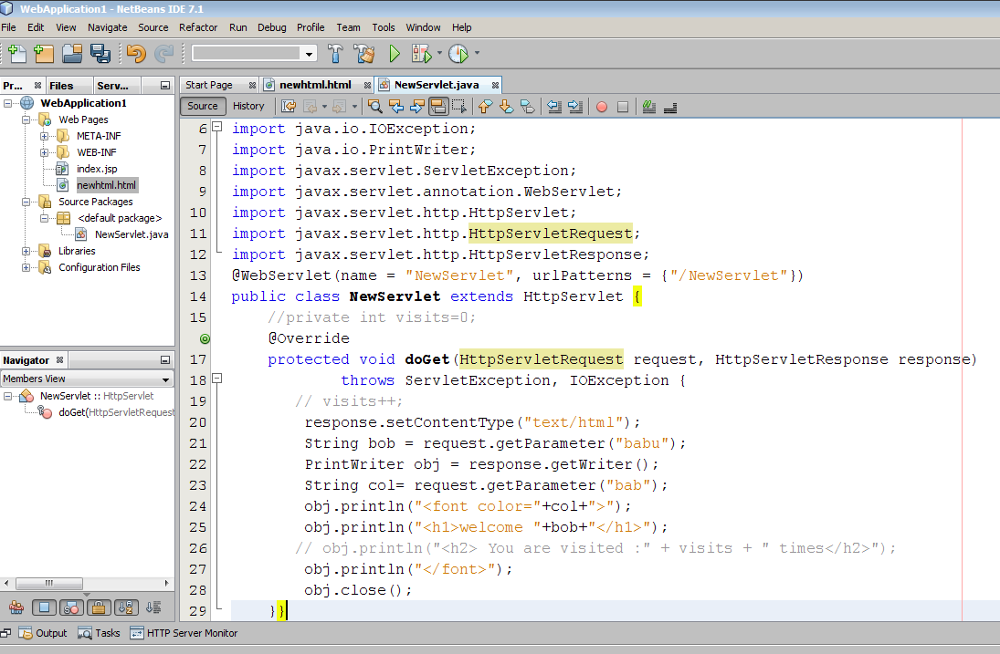 WebApplication1 - NetBeans IDE 7.1
File Edit View Navigate Source Refactor Run Debug Profile Team Tools Window Help
Pr... Files Serv...
WebApplication1
Web Pages
META-INF
WEB-INF
index.jsp
newhtml.html
Source Packages
<default package>
NewServlet.java
Libraries
Configuration Files
Navigator
Members View
NewServlet :: HttpServlet
doGet(HttpServletRequest
Start Page newhtml.html NewServlet.java
Source History
6 import java.io.IOException;
7 import java.io.PrintWriter;
8 import javax.servlet.ServletException;
9 import javax.servlet.annotation.WebServlet;
10 import javax.servlet.http.HttpServlet;
11 import javax.servlet.http.HttpServletRequest;
12 import javax.servlet.http.HttpServletResponse;
13 @WebServlet(name = "NewServlet", urlPatterns = {"/NewServlet"})
14 public class NewServlet extends HttpServlet {
15 //private int visits=0;
@Override
17 protected void doGet(HttpServletRequest request, HttpServletResponse response)
18 throws ServletException, IOException {
19 // visits++;
20 response.setContentType("text/html");
21 String bob = request.getParameter("babu");
22 PrintWriter obj = response.getWriter();
23 String col= request.getParameter("bab");
24 obj.println("<font color="+col+">");
25 obj.println("<h1>welcome "+bob+"</h1>");
26 // obj.println("<h2> You are visited :" + visits + " times</h2>");
27 obj.println("</font>");
28 obj.close();
29 }}
Output Tasks HTTP Server Monitor